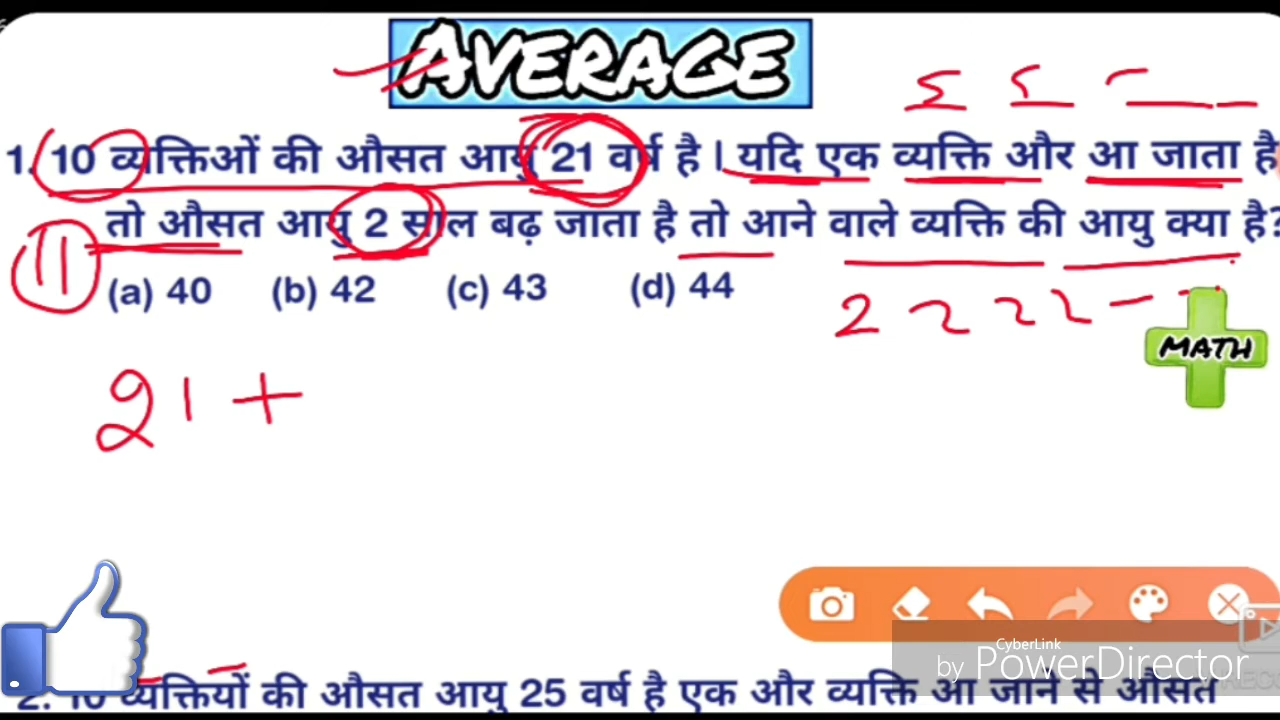 AVERAGE
1. 10 व्यक्तिओं की औसत आयु 21 वर्ष है । यदि एक व्यक्ति और आ जाता है
तो औसत आयु 2 साल बढ़ जाता है तो आने वाले व्यक्ति की आयु क्या है?
11
(a) 40 (b) 42 (c) 43 (d) 44
2 2 2 2
MATH
21 +
CyberLink
by PowerDirector
2. 10 व्यक्तियों की औसत आयु 25 वर्ष है एक और व्यक्ति आ जाने से औसत